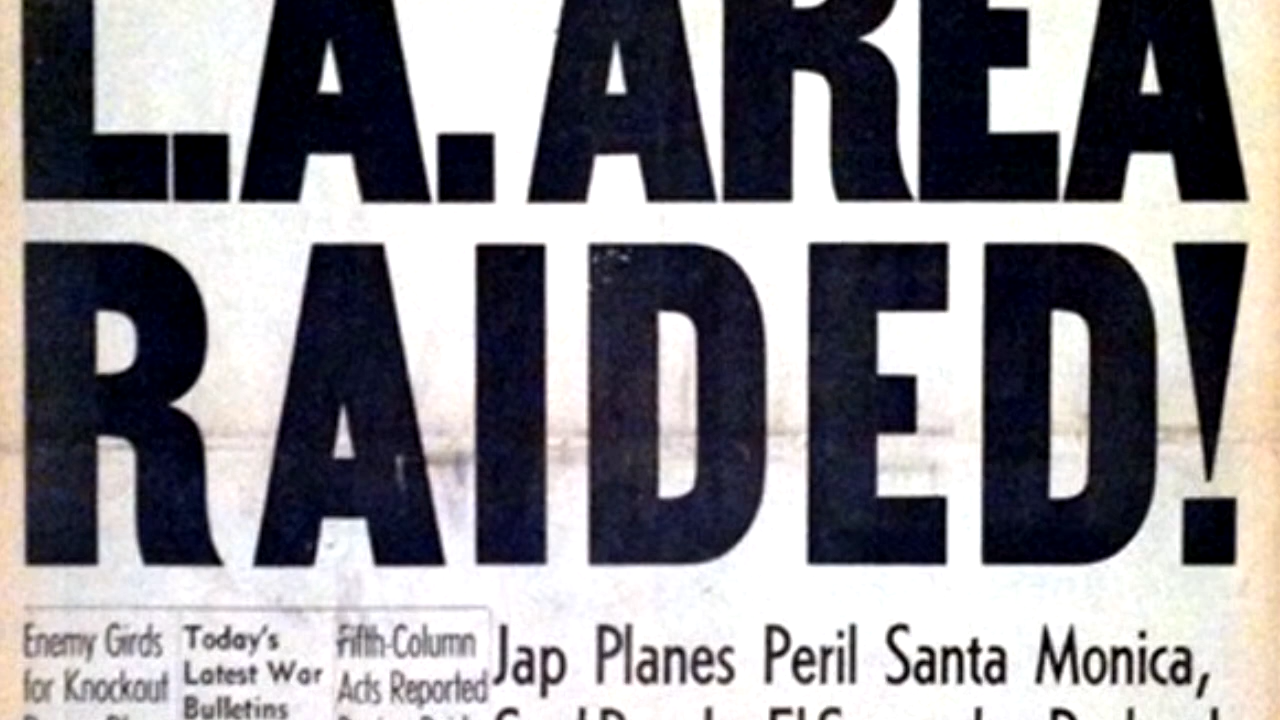 L.A. AREA
RAIDED!
Enemy Girds
for Knockout
Today's
Latest War
Bulletins
Fifth-Column
Acts Reported
Jap Planes Peril Santa Monica,